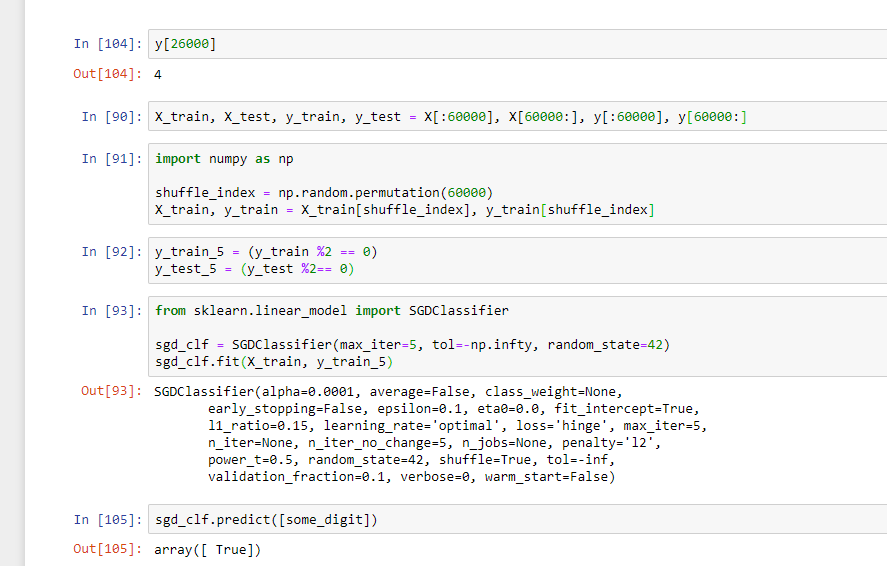 In [104]: y[26000]
Out[104]: 4
In [90]: X_train, X_test, y_train, y_test = X[:60000], X[60000:], y[:60000], y[60000:]
In [91]: import numpy as np
shuffle_index = np.random.permutation(60000)
X_train, y_train = X_train[shuffle_index], y_train[shuffle_index]
In [92]: y_train_5 = (y_train %2 == 0)
y_test_5 = (y_test %2== 0)
In [93]: from sklearn.linear_model import SGDClassifier
sgd_clf = SGDClassifier(max_iter=5, tol=-np.infty, random_state=42)
sgd_clf.fit(X_train, y_train_5)
Out[93]: SGDClassifier(alpha=0.0001, average=False, class_weight=None,
early_stopping=False, epsilon=0.1, eta0=0.0, fit_intercept=True,
l1_ratio=0.15, learning_rate='optimal', loss='hinge', max_iter=5,
n_iter=None, n_iter_no_change=5, n_jobs=None, penalty='l2',
power_t=0.5, random_state=42, shuffle=True, tol=-inf,
validation_fraction=0.1, verbose=0, warm_start=False)
In [105]: sgd_clf.predict([some_digit])
Out[105]: array([ True])